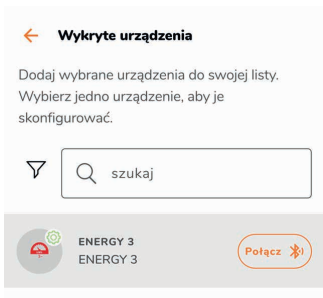 Wykryte urządzenia
Dodaj wybrane urządzenia do swojej listy.
Wybierz jedno urządzenie, aby je
skonfigurować.
szukaj
ENERGY 3
ENERGY 3
Połącz